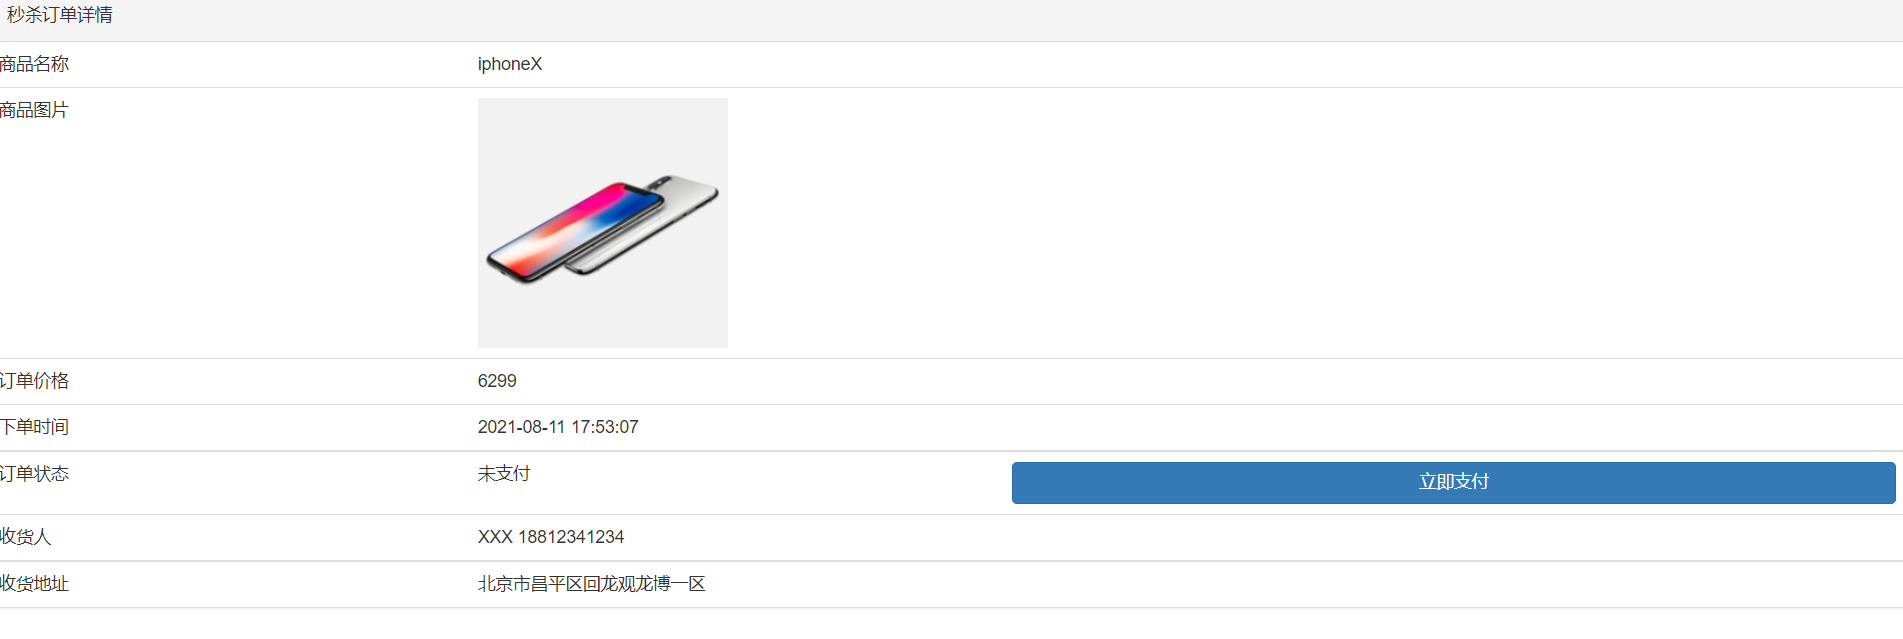 秒杀订单详情
商品名称 iphoneX
商品图片
订单价格 6299
下单时间 2021-08-11 17:53:07
订单状态 未支付 立即支付
收货人 XXX 18812341234
收货地址 北京市昌平区回龙观龙博一区